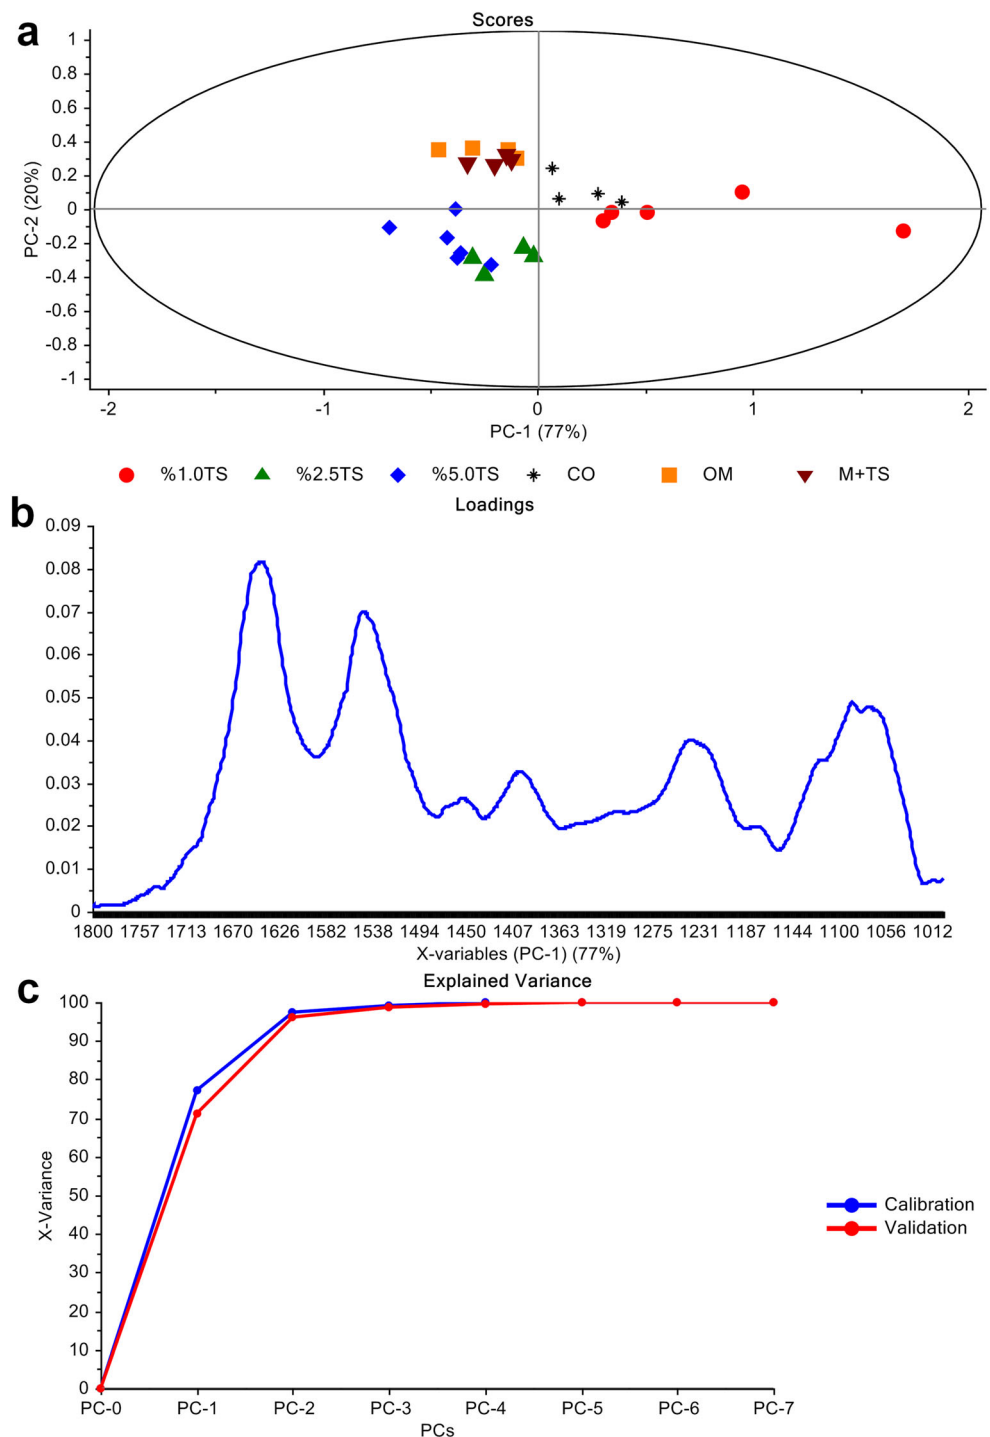 a
Scores
1
0.8
0.6
0.4
0.2
0
-0.2
-0.4
-0.6
-0.8
-1
PC-2 (20%)
-2 -1 0 1 2
PC-1 (77%)
%1.0TS %2.5TS %5.0TS CO OM M+TS
b
Loadings
0.09
0.08
0.07
0.06
0.05
0.04
0.03
0.02
0.01
0
1800 1757 1713 1670 1626 1582 1538 1494 1450 1407 1363 1319 1275 1231 1187 1144 1100 1056 1012
X-variables (PC-1) (77%)
c
Explained Variance
100
90
80
70
60
50
40
30
20
10
0
X-Variance
PC-0 PC-1 PC-2 PC-3 PC-4 PC-5 PC-6 PC-7
PCs
Calibration
Validation